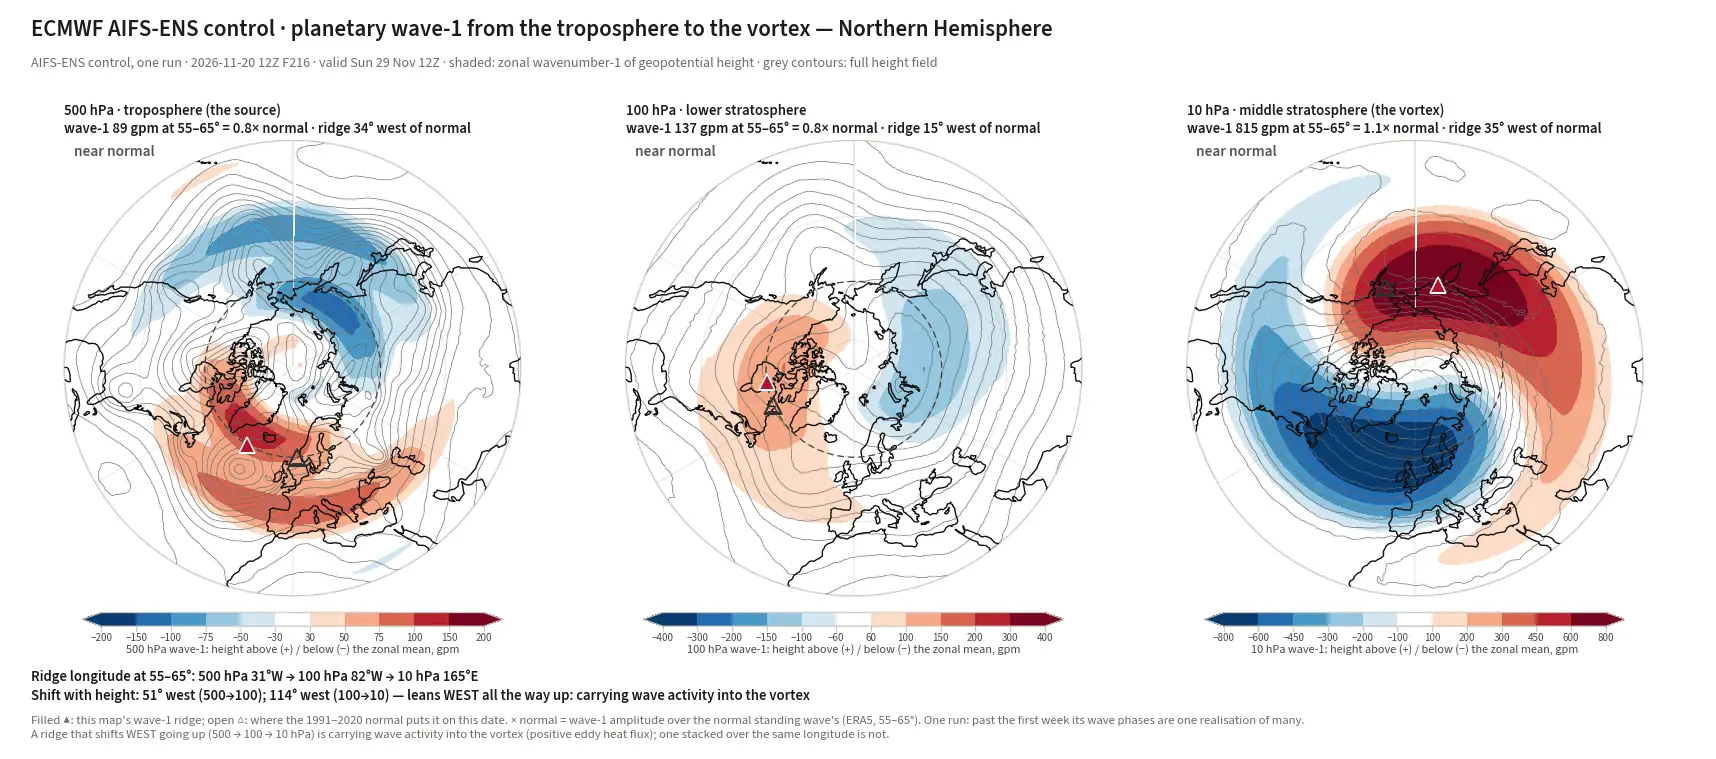 ECMWF AIFS-ENS control · planetary wave-1 from the troposphere to the vortex — Northern Hemisphere
AIFS-ENS control, one run · 2026-11-20 12Z F216 · valid Sun 29 Nov 12Z · shaded: zonal wavenumber-1 of geopotential height · grey contours: full height field
500 hPa · troposphere (the source)
wave-1 89 gpm at 55–65° = 0.8× normal · ridge 34° west of normal
near normal
100 hPa · lower stratosphere
wave-1 137 gpm at 55–65° = 0.8× normal · ridge 15° west of normal
near normal
10 hPa · middle stratosphere (the vortex)
wave-1 815 gpm at 55–65° = 1.1× normal · ridge 35° west of normal
near normal
−200 −150 −100 −75 −50 −30 30 50 75 100 150 200
500 hPa wave-1: height above (+) / below (−) the zonal mean, gpm
−400 −300 −200 −150 −100 −60 60 100 150 200 300 400
100 hPa wave-1: height above (+) / below (−) the zonal mean, gpm
−800 −600 −450 −300 −200 −100 100 200 300 450 600 800
10 hPa wave-1: height above (+) / below (−) the zonal mean, gpm
Ridge longitude at 55–65°: 500 hPa 31°W → 100 hPa 82°W → 10 hPa 165°E
Shift with height: 51° west (500→100); 114° west (100→10) — leans WEST all the way up: carrying wave activity into the vortex
Filled ▲: this map's wave-1 ridge; open △: where the 1991–2020 normal puts it on this date. × normal = wave-1 amplitude over the normal standing wave's (ERA5, 55–65°). One run: past the first week its wave phases are one realisation of many.
A ridge that shifts WEST going up (500 → 100 → 10 hPa) is carrying wave activity into the vortex (positive eddy heat flux); one stacked over the same longitude is not.